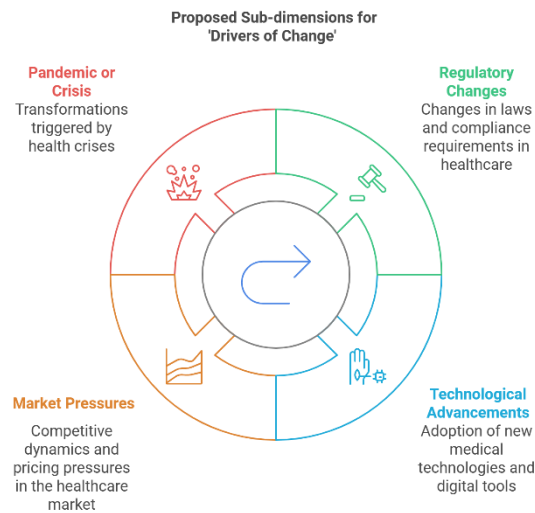 Proposed Sub-dimensions for
'Drivers of Change'
Pandemic or
Crisis
Transformations
triggered by
health crises
Regulatory
Changes
Changes in laws
and compliance
requirements in
healthcare
Market Pressures
Competitive
dynamics and
pricing pressures
in the healthcare
market
Technological
Advancements
Adoption of new
medical
technologies and
digital tools